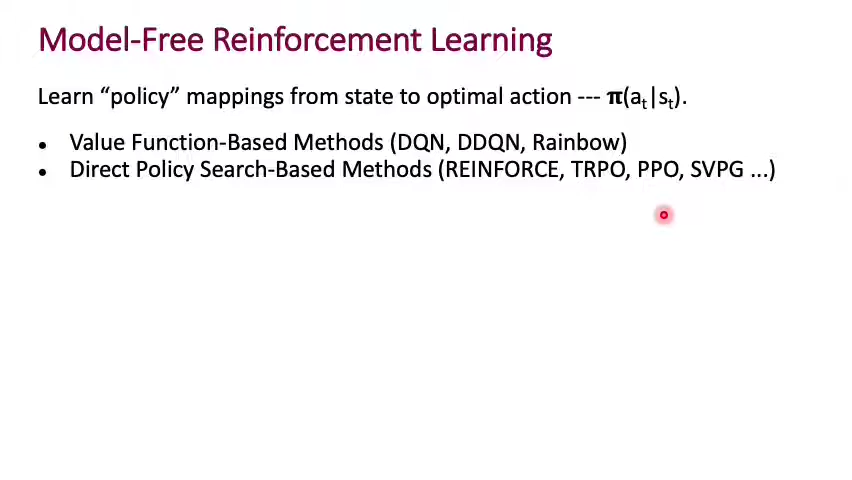 Model-Free Reinforcement Learning
Learn “policy” mappings from state to optimal action --- π(aₜ|sₜ).
• Value Function-Based Methods (DQN, DDQN, Rainbow)
• Direct Policy Search-Based Methods (REINFORCE, TRPO, PPO, SVPG ...)